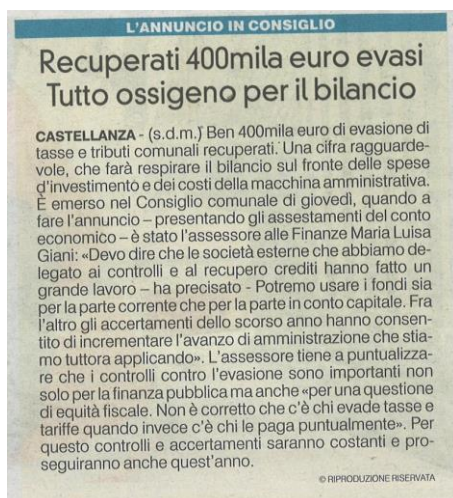 L'ANNUNCIO IN CONSIGLIO
Recuperati 400mila euro evasi
Tutto ossigeno per il bilancio
CASTELLANZA - (s.d.m.) Ben 400mila euro di evasione di
tasse e tributi comunali recuperati. Una cifra ragguarde-
vole, che farà respirare il bilancio sul fronte delle spese
d'investimento e dei costi della macchina amministrativa.
È emerso nel Consiglio comunale di giovedì, quando a
fare l'annuncio – presentando gli assestamenti del conto
economico – è stato l'assessore alle Finanze Maria Luisa
Giani: «Devo dire che le società esterne che abbiamo de-
legato ai controlli e al recupero crediti hanno fatto un
grande lavoro – ha precisato - Potremo usare i fondi sia
per la parte corrente che per la parte in conto capitale. Fra
l'altro gli accertamenti dello scorso anno hanno consen-
tito di incrementare l'avanzo di amministrazione che stia-
mo tuttora applicando». L'assessore tiene a puntualizza-
re che i controlli contro l'evasione sono importanti non
solo per la finanza pubblica ma anche «per una questione
di equità fiscale. Non è corretto che c'è chi evade tasse e
tariffe quando invece c'è chi le paga puntualmente». Per
questo controlli e accertamenti saranno costanti e pro-
seguiranno anche quest'anno.
© RIPRODUZIONE RISERVATA